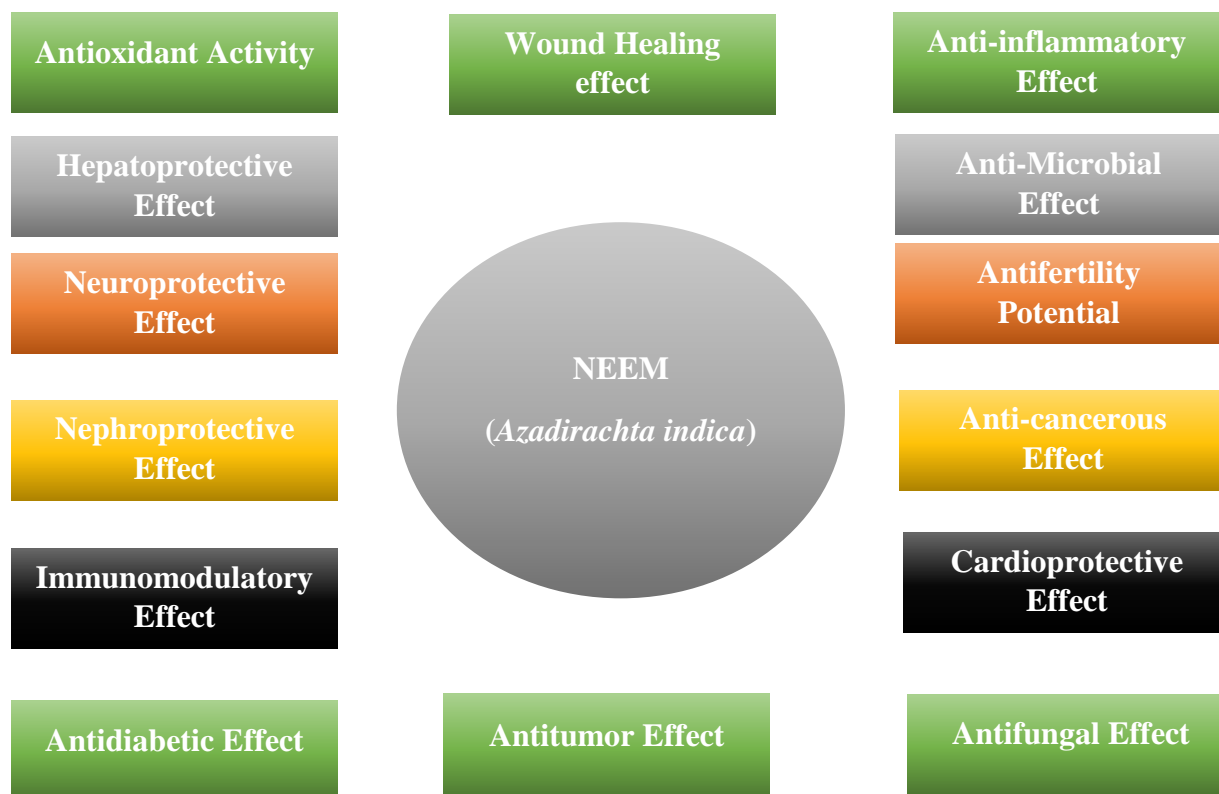 Antioxidant Activity
Wound Healing
effect
Anti-inflammatory
Effect
Hepatoprotective
Effect
Anti-Microbial
Effect
Neuroprotective
Effect
Antifertility
Potential
NEEM
(Azadirachta indica)
Nephroprotective
Effect
Anti-cancerous
Effect
Immunomodulatory
Effect
Cardioprotective
Effect
Antidiabetic Effect
Antitumor Effect
Antifungal Effect